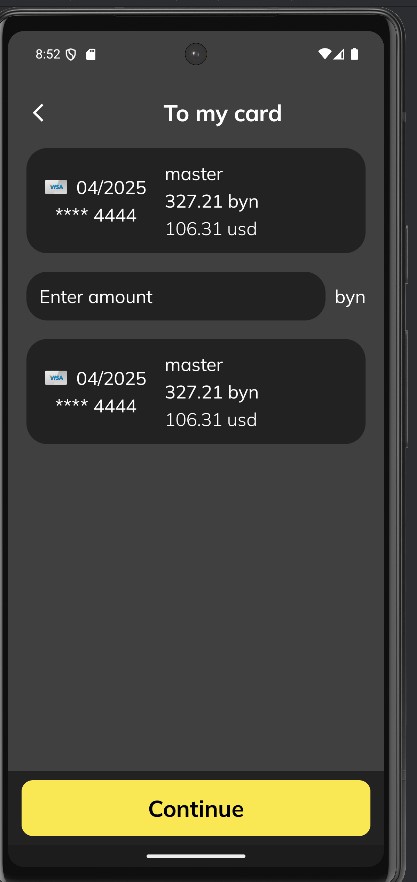 8:52
To my card
VISA 04/2025
**** 4444
master
327.21 byn
106.31 usd
Enter amount
byn
VISA 04/2025
**** 4444
master
327.21 byn
106.31 usd
Continue